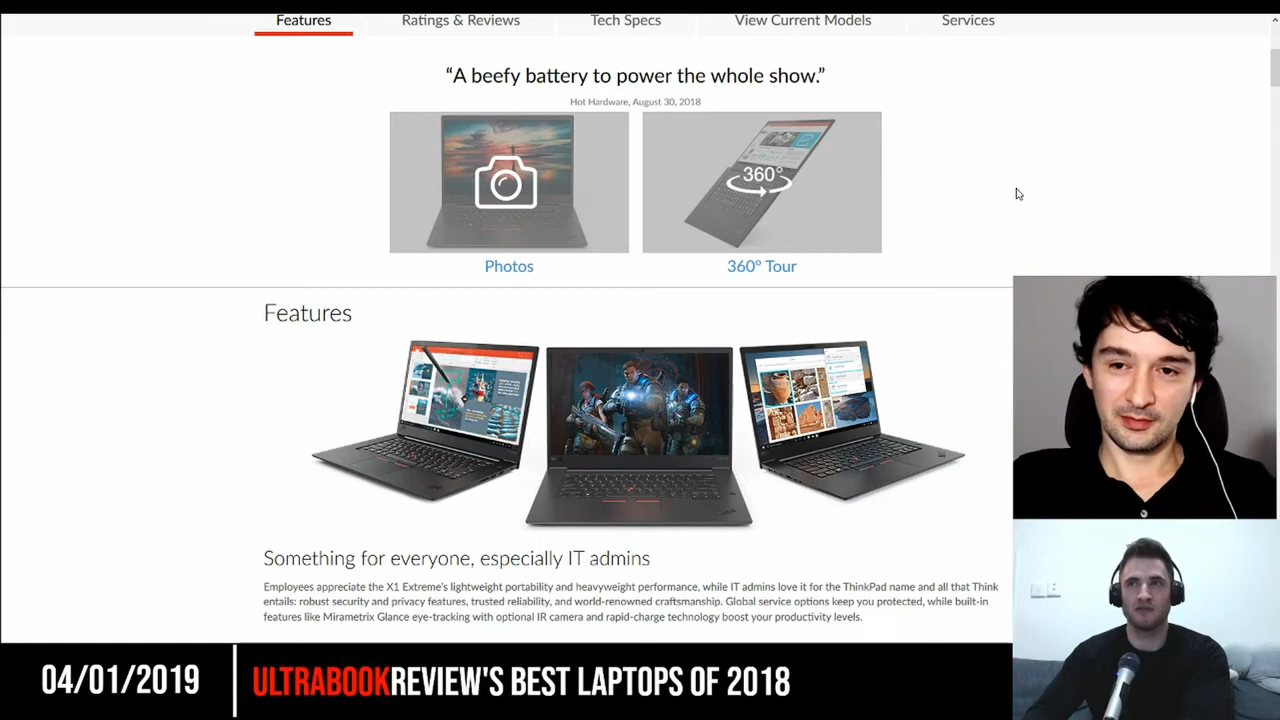 Features Ratings & Reviews Tech Specs View Current Models Services
“A beefy battery to power the whole show.”
Hot Hardware, August 30, 2018
360°
Photos 360° Tour
Features
Something for everyone, especially IT admins
Employees appreciate the X1 Extreme's lightweight portability and heavyweight performance, while IT admins love it for the ThinkPad name and all that Think
entails: robust security and privacy features, trusted reliability, and world-renowned craftsmanship. Global service options keep you protected, while built-in
features like Mirametrix Glance eye-tracking with optional IR camera and rapid-charge technology boost your productivity levels.
04/01/2019 ULTRABOOKREVIEW'S BEST LAPTOPS OF 2018